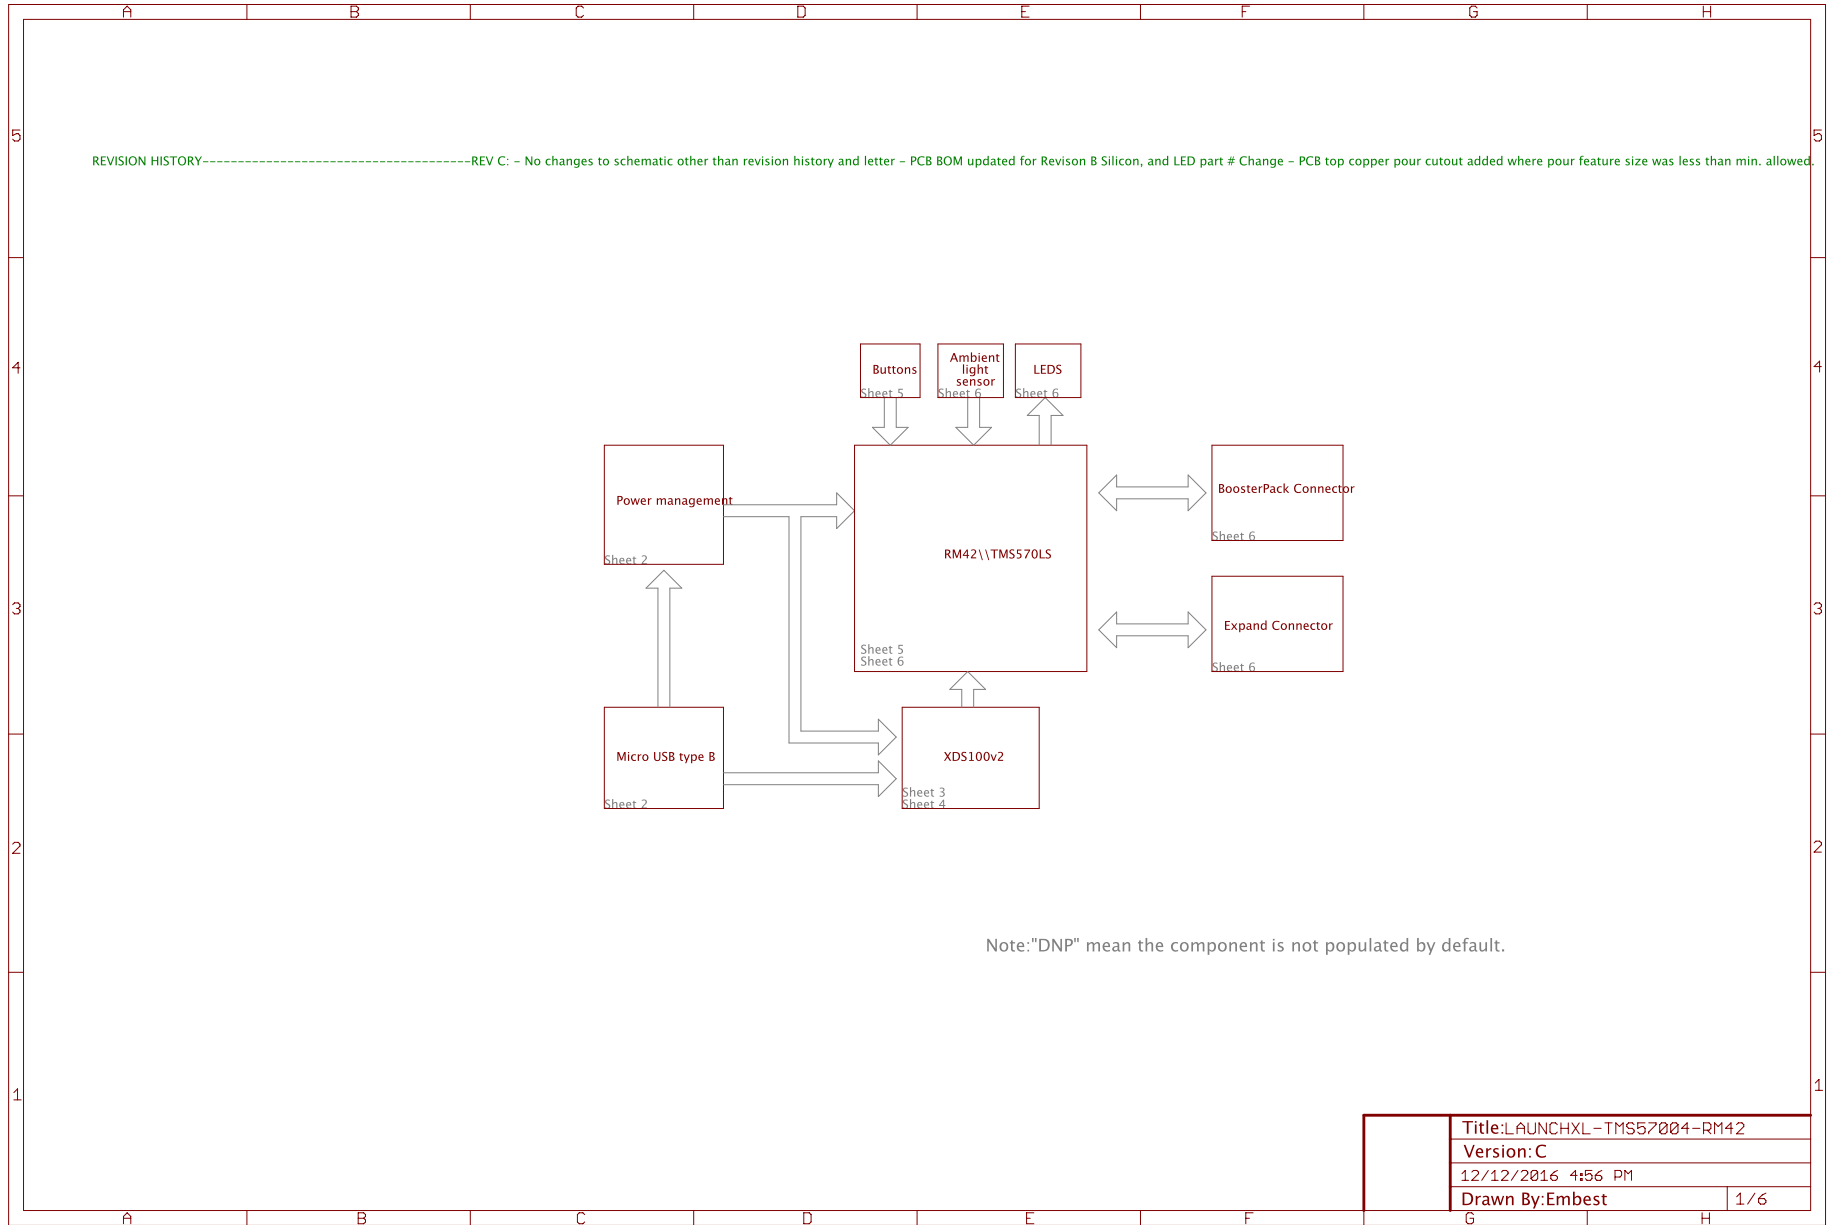 A B C D E F G H
5 5
REVISION HISTORY--------------------------------------REV C: - No changes to schematic other than revision history and letter - PCB BOM updated for Revison B Silicon, and LED part # Change - PCB top copper pour cutout added where pour feature size was less than min. allowed.
4 4
Buttons
Sheet 5
Ambient
light
sensor
Sheet 6
LEDS
Sheet 6
Power management
Sheet 2
RM42\\TMS570LS
Sheet 5
Sheet 6
BoosterPack Connector
Sheet 6
3 3
Expand Connector
Sheet 6
Micro USB type B
Sheet 2
XDS100v2
Sheet 3
Sheet 4
2 2
Note:"DNP" mean the component is not populated by default.
1 1
Title:LAUNCHXL-TMS57004-RM42
Version:C
12/12/2016 4:56 PM
Drawn By:Embest 1/6
A B C D E F G H